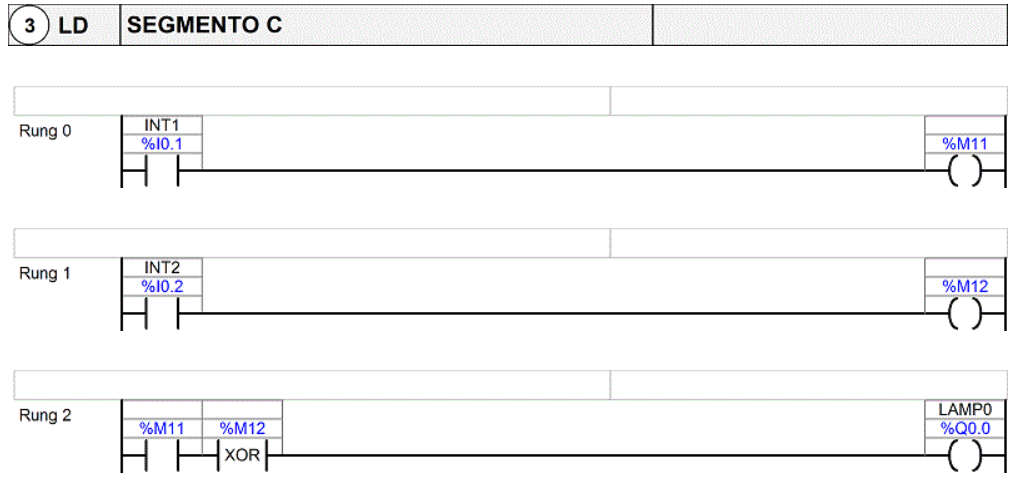 3 LD SEGMENTO C
Rung 0
INT1
%I0.1
%M11
Rung 1
INT2
%I0.2
%M12
Rung 2
LAMP0
%M11 %M12 %Q0.0
XOR